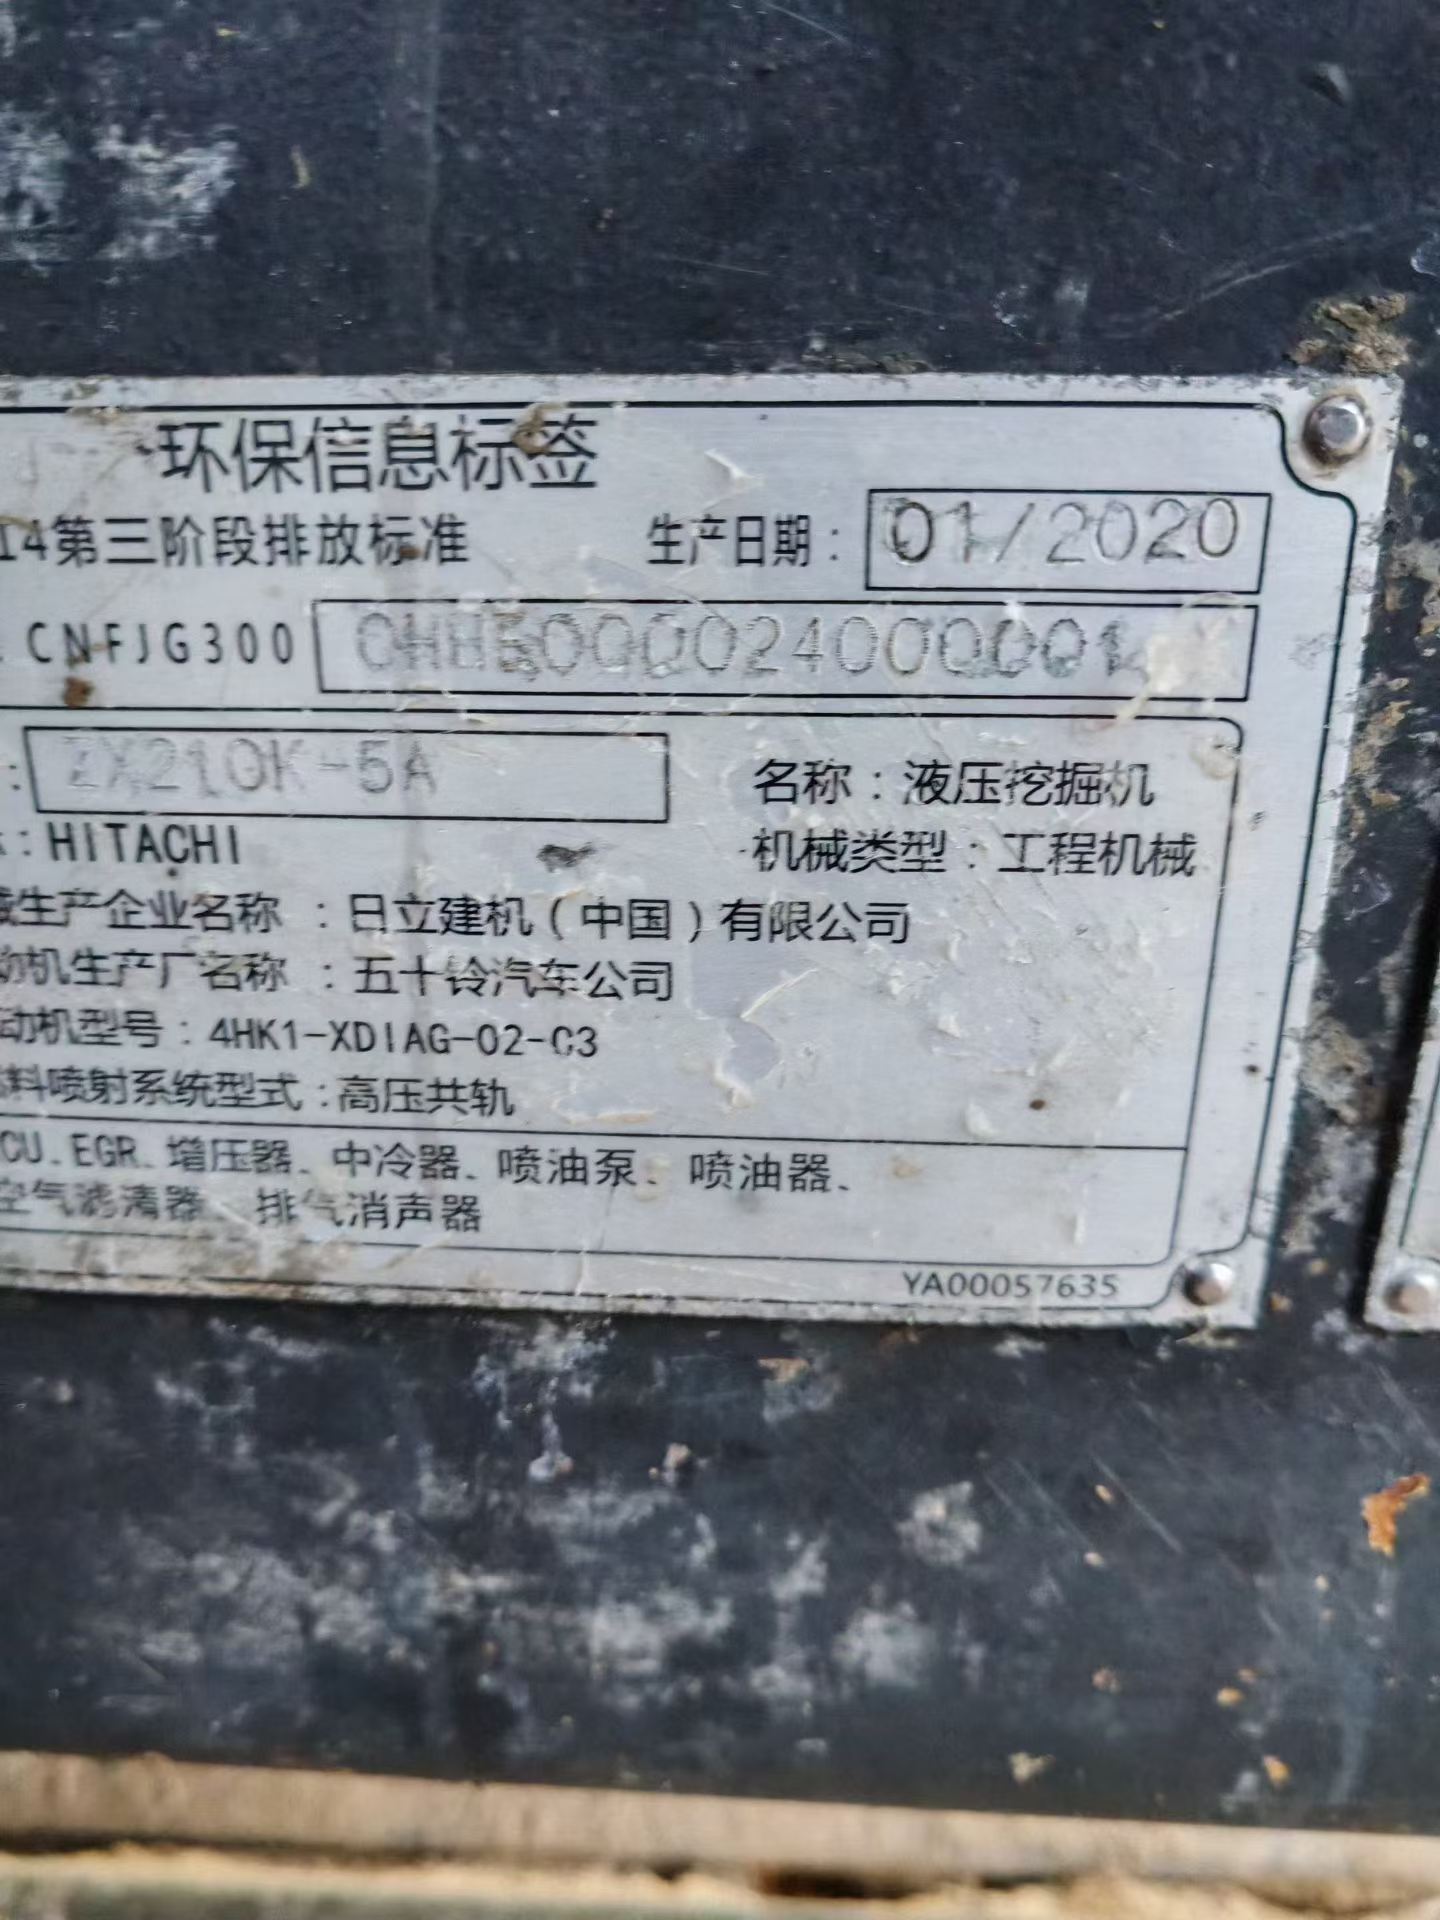 环保信息标签
14第三阶段排放标准 生产日期：01/2020
CNFJG300 0HH50000240000001
ZX210K-5A 名称：液压挖掘机
：HITACHI 机械类型：工程机械
生产企业名称：日立建机（中国）有限公司
动机生产厂名称：五十铃汽车公司
动机型号：4HK1-XDIAG-02-C3
料喷射系统型式：高压共轨
CU、EGR、增压器、中冷器、喷油泵、喷油器、
空气滤清器、排气消声器
YA00057635